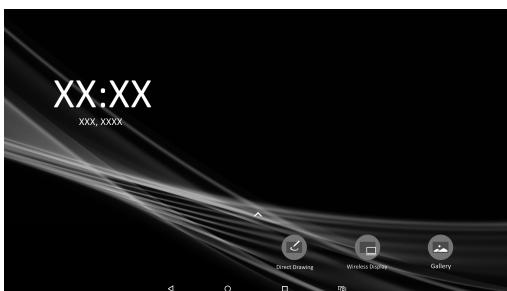 XX:XX
XXX, XXXX
Direct Drawing
Wireless Display
Gallery